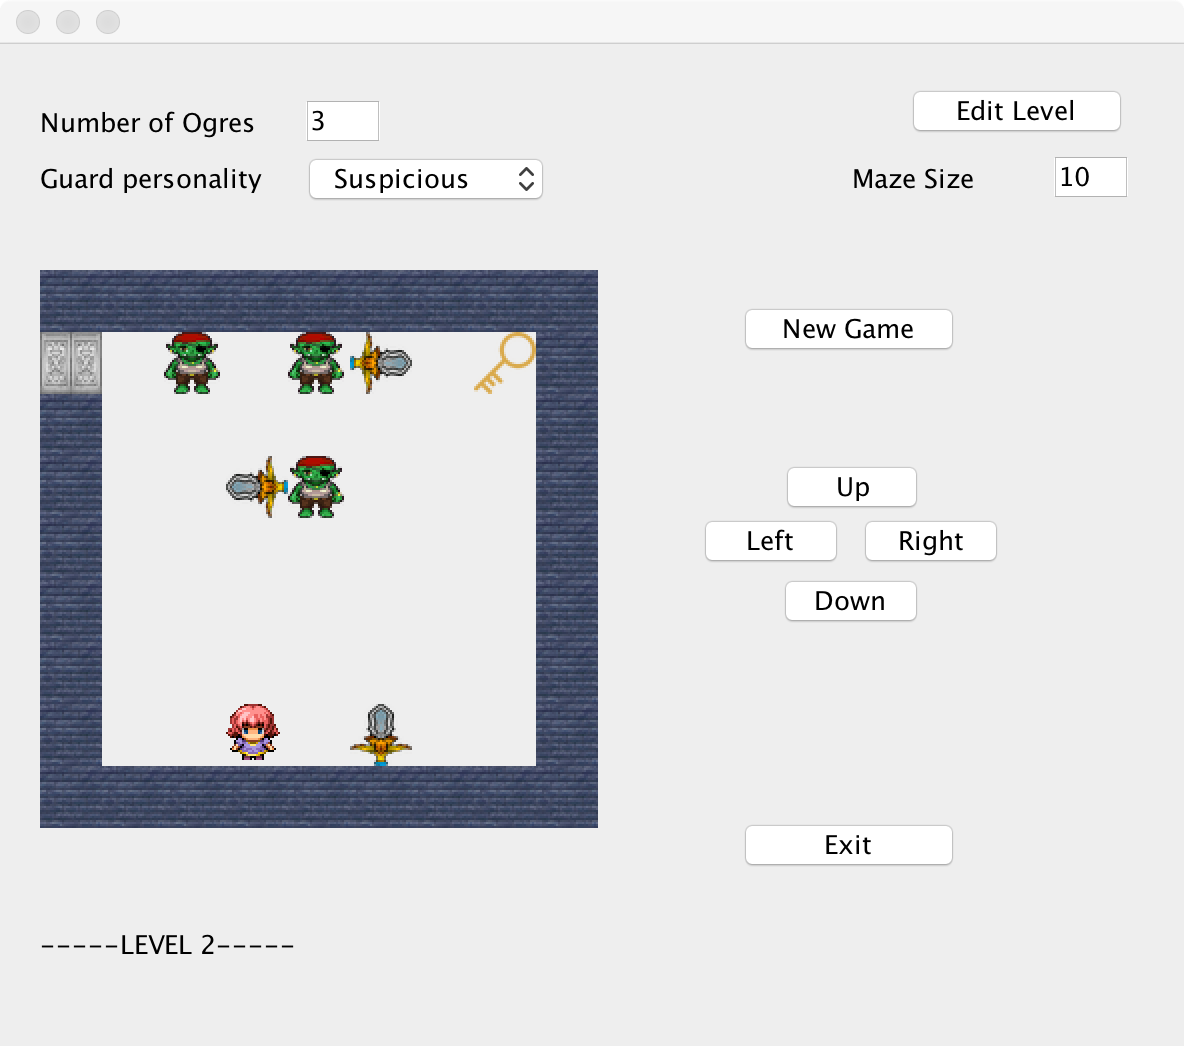 Number of Ogres 3
Edit Level
Guard personality Suspicious
Maze Size 10
New Game
Up
Left Right
Down
Exit
-----LEVEL 2-----